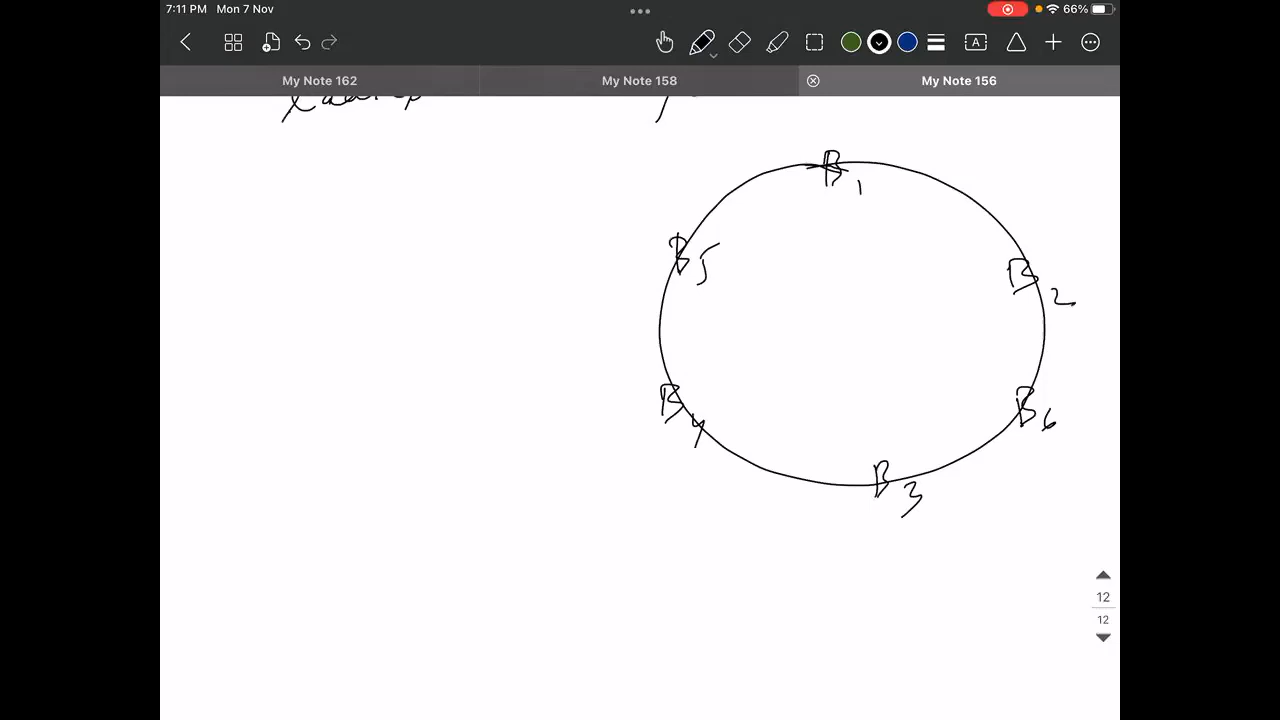 7:11 PM Mon 7 Nov
66%
A
My Note 162
My Note 158
My Note 156
B1
B5
B2
B4
B6
B3
12
12